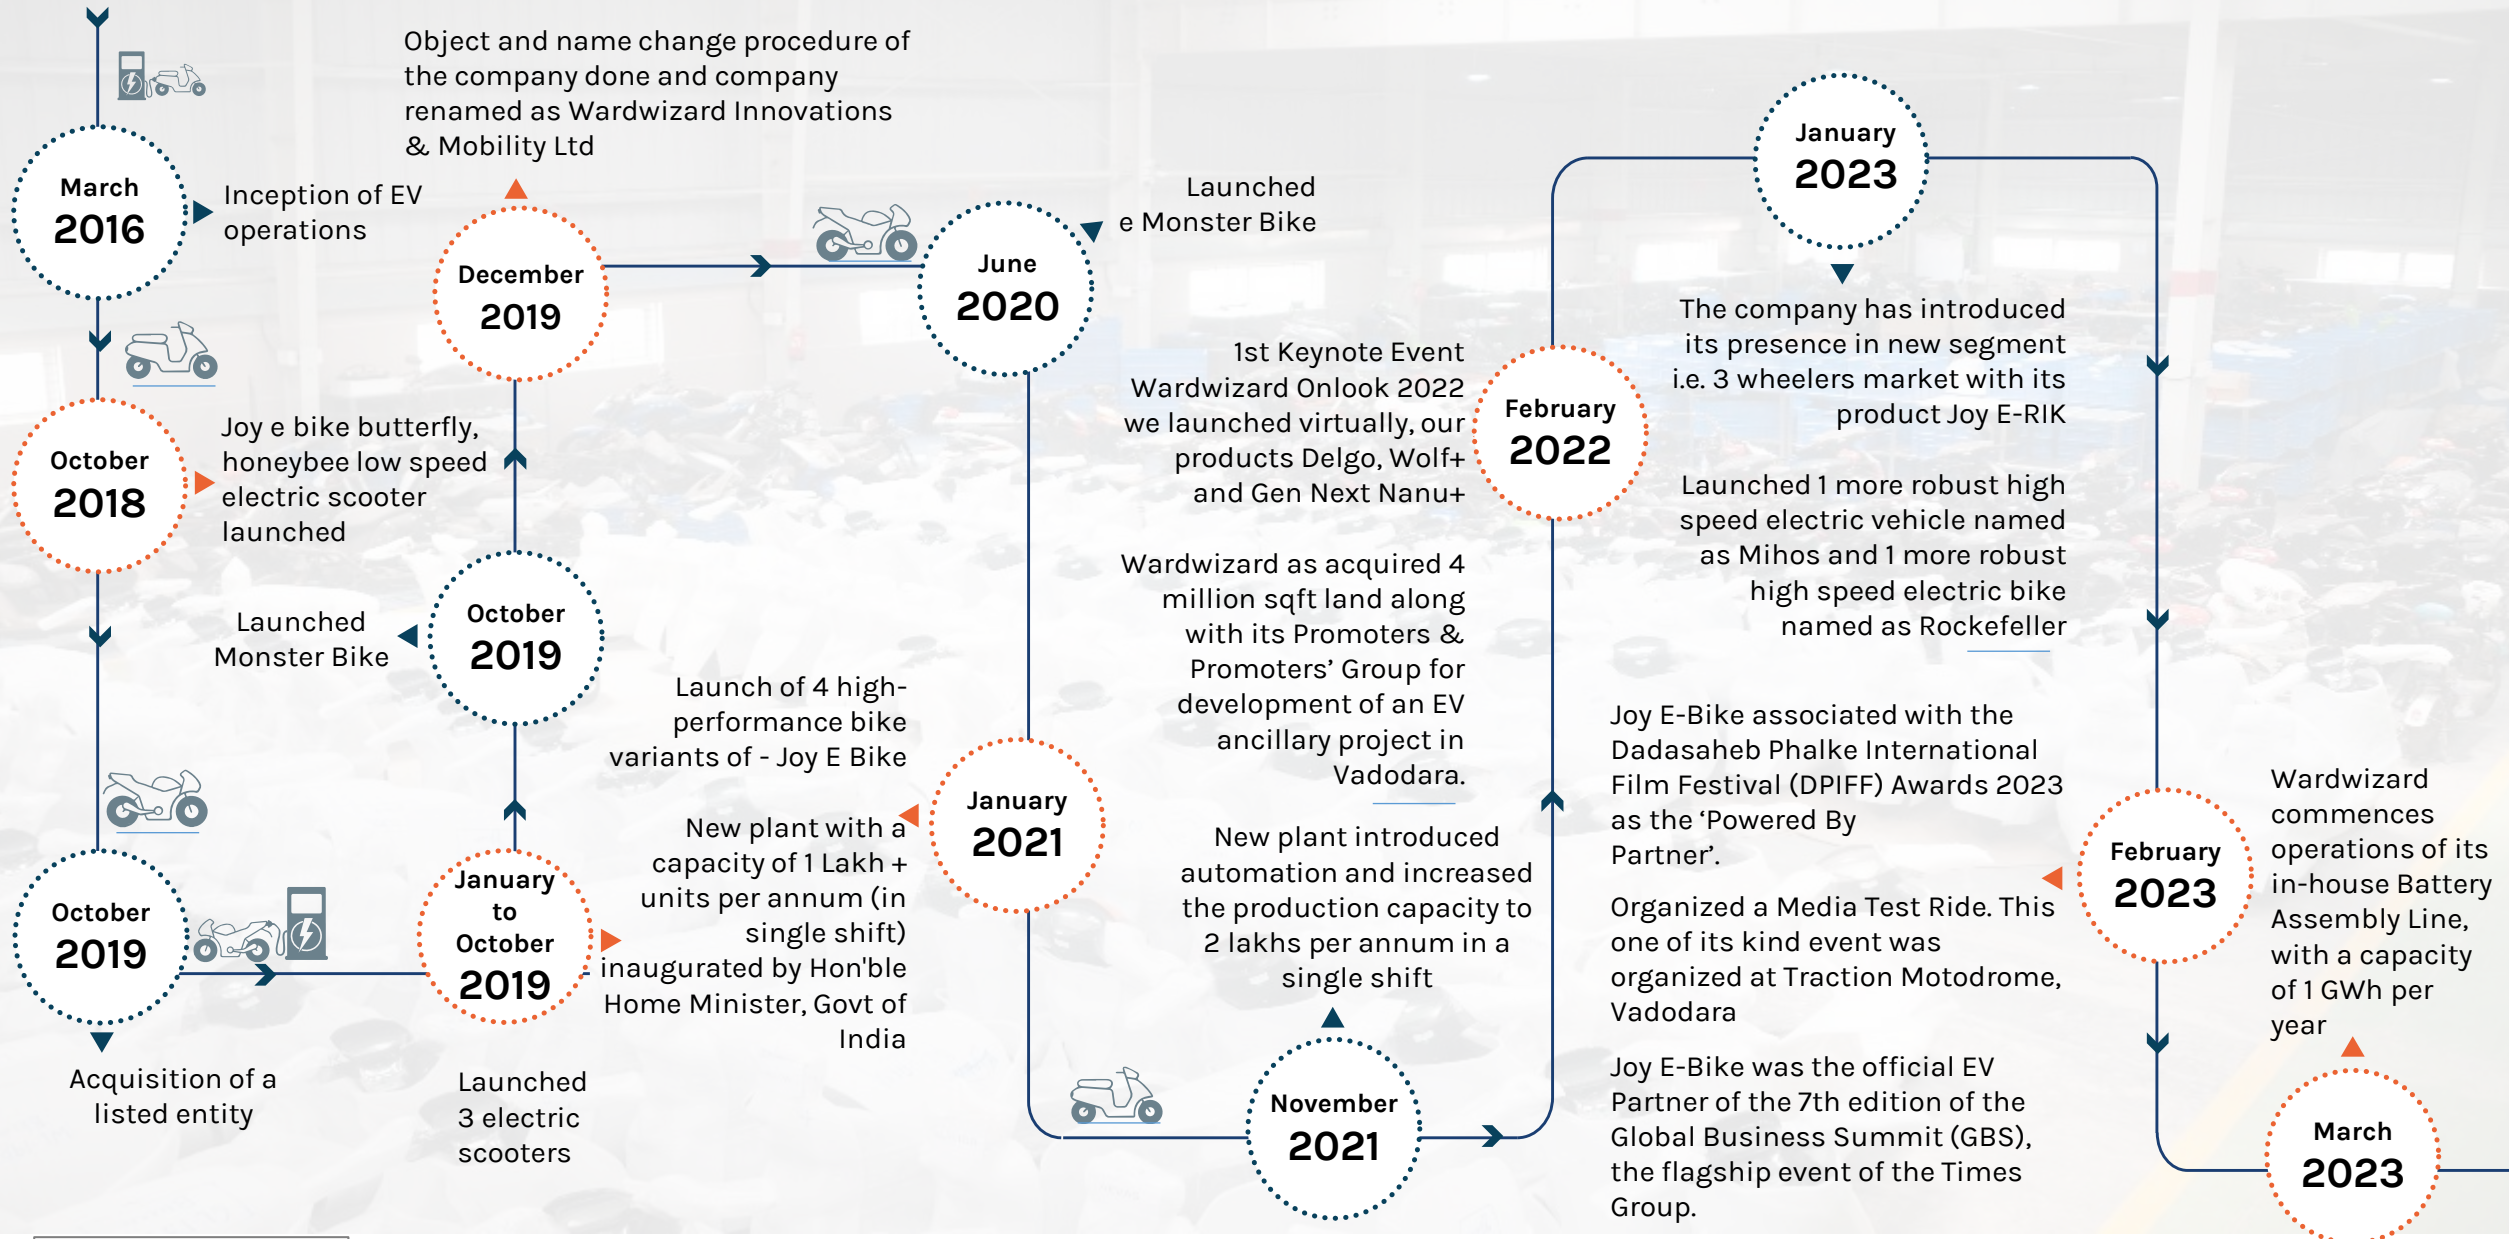 March
2016
Inception of EV
operations
October
2018
Joy e bike butterfly,
honeybee low speed
electric scooter
launched
October
2019
Acquisition of a
listed entity
January
to
October
2019
Launched
3 electric
scooters
October
2019
Launched
Monster Bike
December
2019
Object and name change procedure of
the company done and company
renamed as Wardwizard Innovations
& Mobility Ltd
June
2020
Launched
e Monster Bike
January
2021
Launch of 4 high-
performance bike
variants of - Joy E Bike
New plant with a
capacity of 1 Lakh +
units per annum (in
single shift)
inaugurated by Hon'ble
Home Minister, Govt of
India
November
2021
Wardwizard as acquired 4
million sqft land along
with its Promoters &
Promoters’ Group for
development of an EV
ancillary project in
Vadodara.
New plant introduced
automation and increased
the production capacity to
2 lakhs per annum in a
single shift
February
2022
1st Keynote Event
Wardwizard Onlook 2022
we launched virtually, our
products Delgo, Wolf+
and Gen Next Nanu+
January
2023
The company has introduced
its presence in new segment
i.e. 3 wheelers market with its
product Joy E-RIK
Launched 1 more robust high
speed electric vehicle named
as Mihos and 1 more robust
high speed electric bike
named as Rockefeller
February
2023
Joy E-Bike associated with the
Dadasaheb Phalke International
Film Festival (DPIFF) Awards 2023
as the ‘Powered By
Partner’.
Organized a Media Test Ride. This
one of its kind event was
organized at Traction Motodrome,
Vadodara
Joy E-Bike was the official EV
Partner of the 7th edition of the
Global Business Summit (GBS),
the flagship event of the Times
Group.
March
2023
Wardwizard
commences
operations of its
in-house Battery
Assembly Line,
with a capacity
of 1 GWh per
year